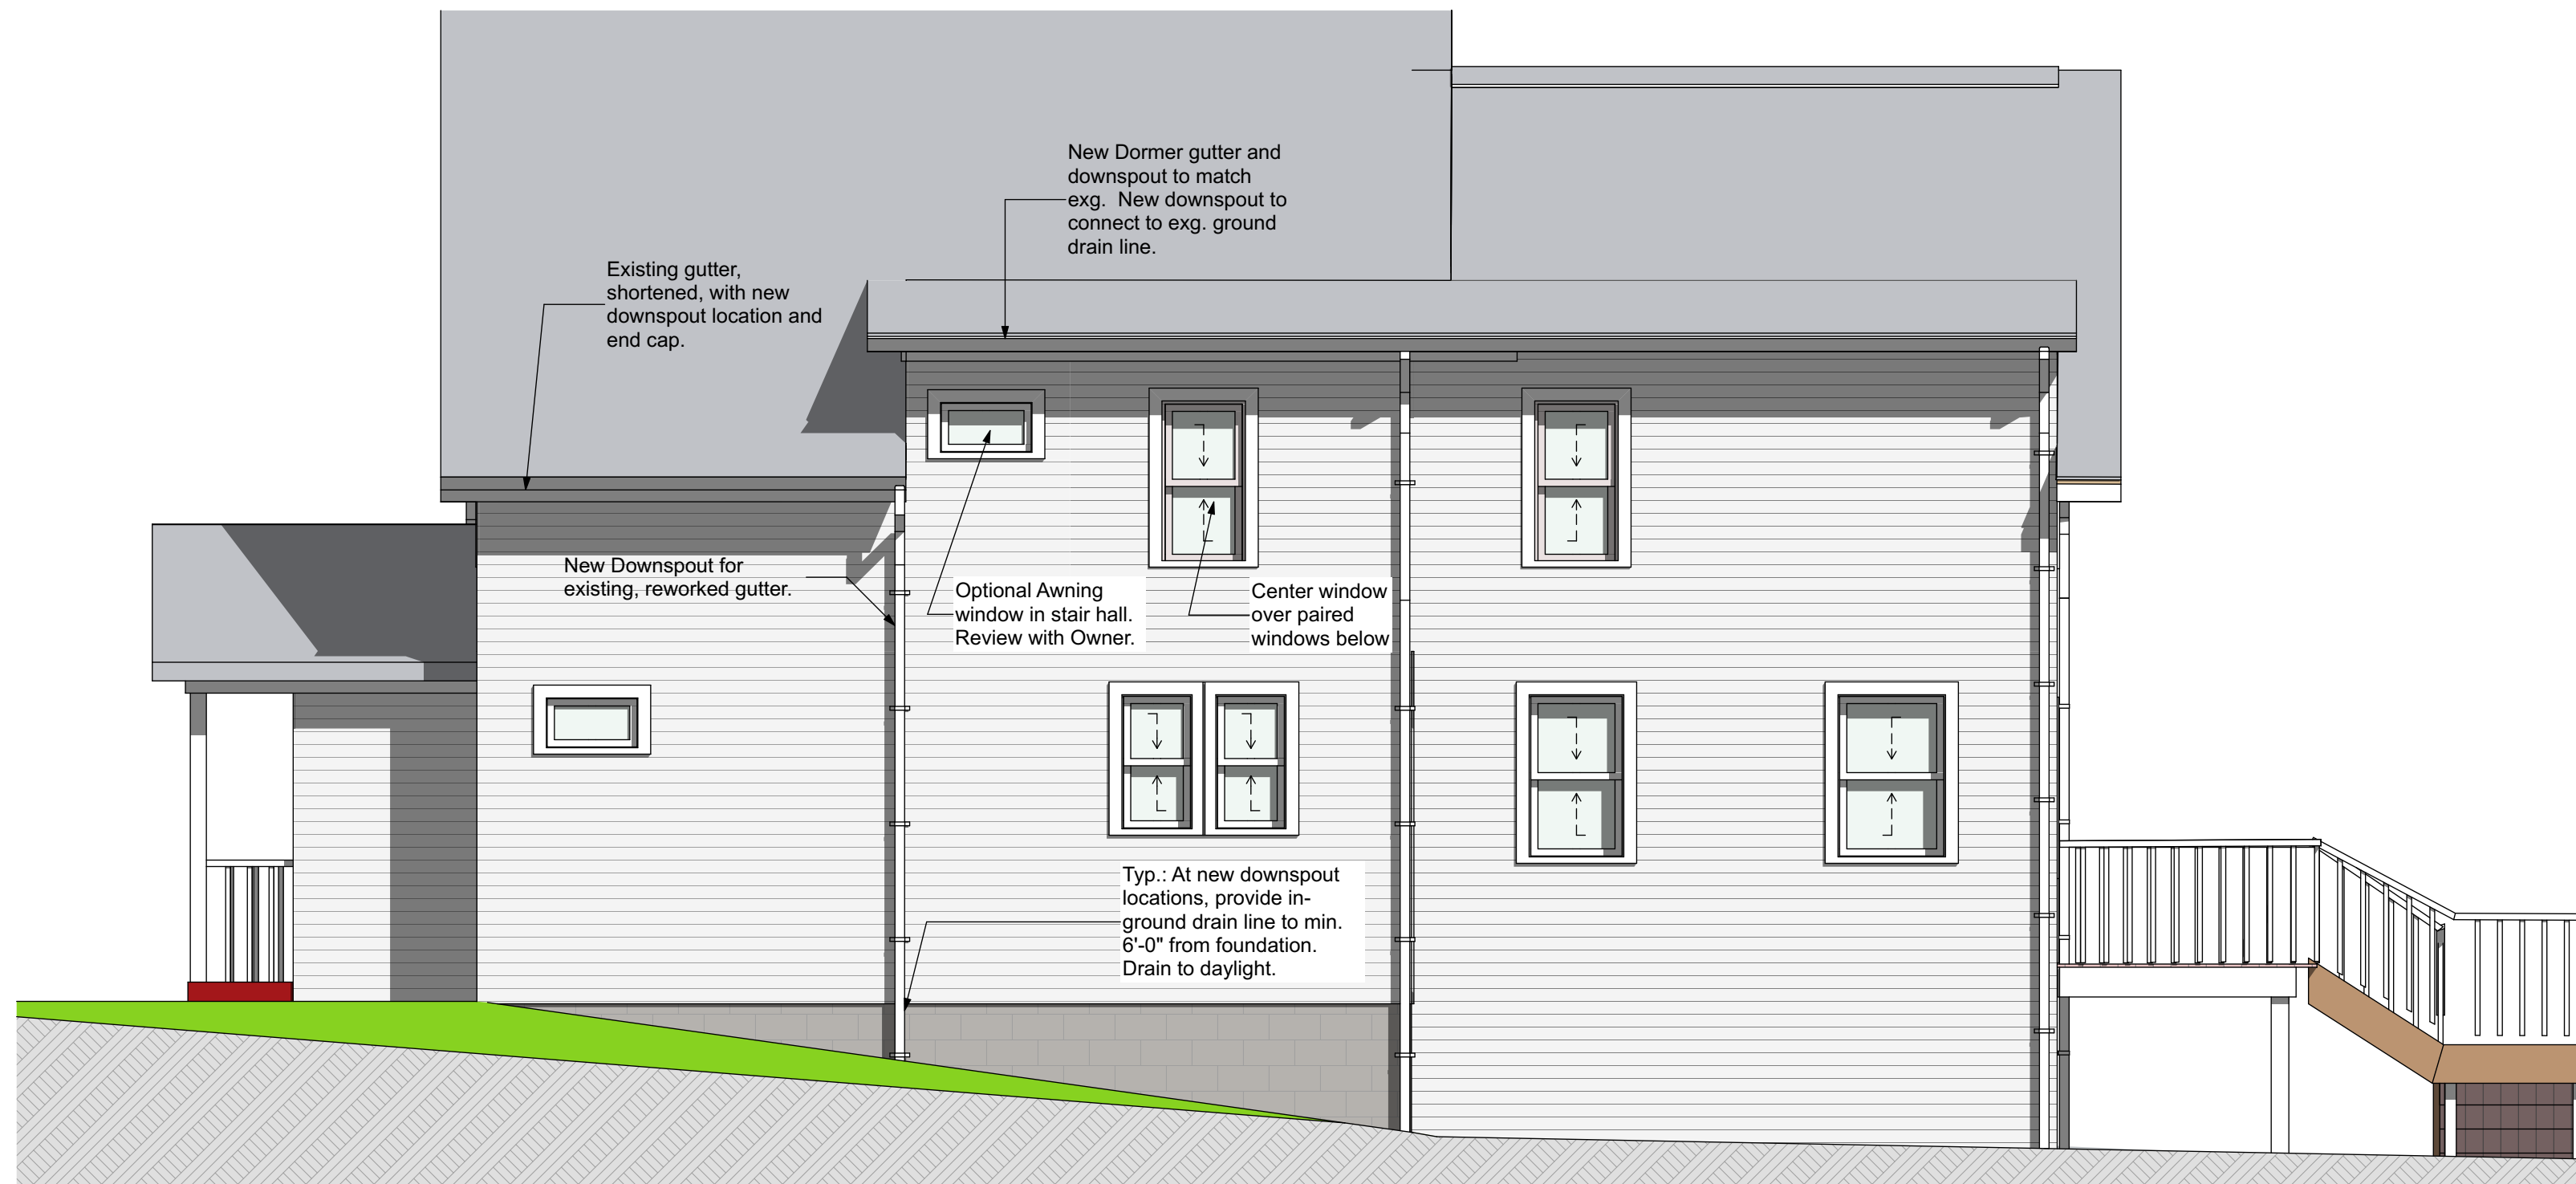 New Dormer gutter and
downspout to match
exg.  New downspout to
connect to exg. ground
drain line.
Existing gutter,
shortened, with new
downspout location and
end cap.
New Downspout for
existing, reworked gutter.
Optional Awning
window in stair hall.
Review with Owner.
Center window
over paired
windows below
Typ.: At new downspout
locations, provide in-
ground drain line to min.
6'-0" from foundation.
Drain to daylight.